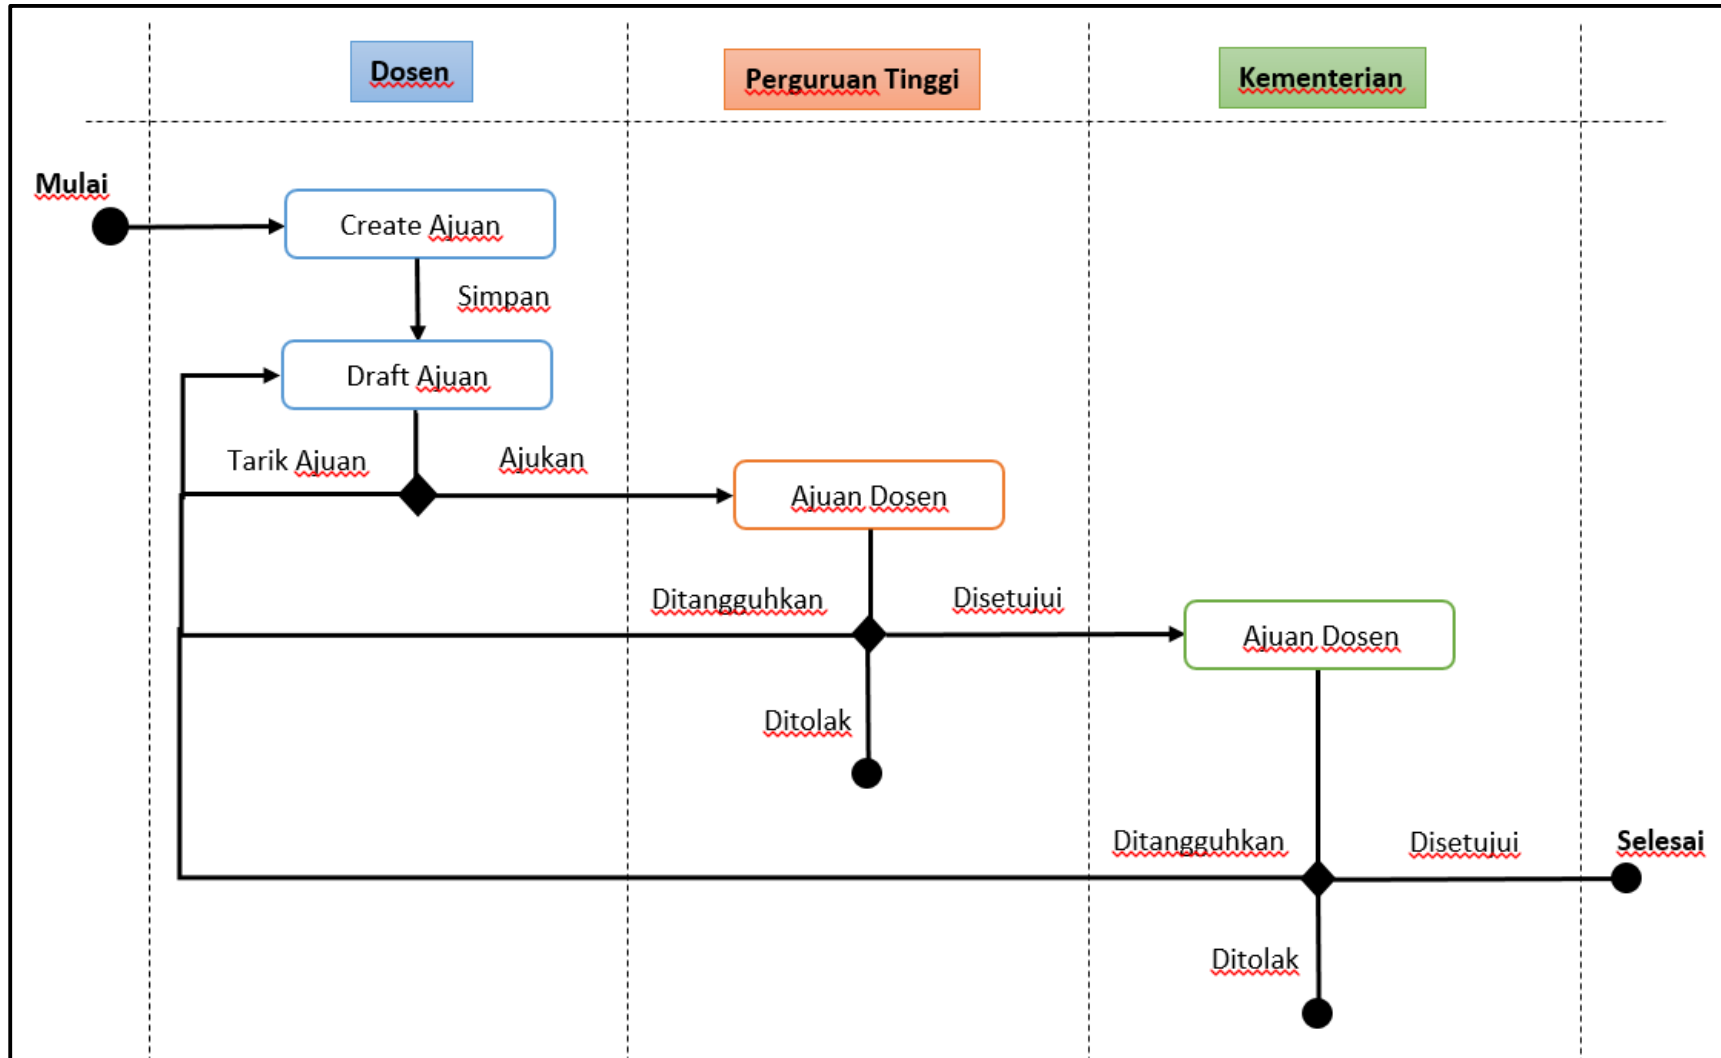 Dosen
Perguruan Tinggi
Kementerian
Mulai
Create Ajuan
Simpan
Draft Ajuan
Tarik Ajuan
Ajukan
Ajuan Dosen
Ditangguhkan
Disetujui
Ajuan Dosen
Ditolak
Ditangguhkan
Disetujui
Selesai
Ditolak